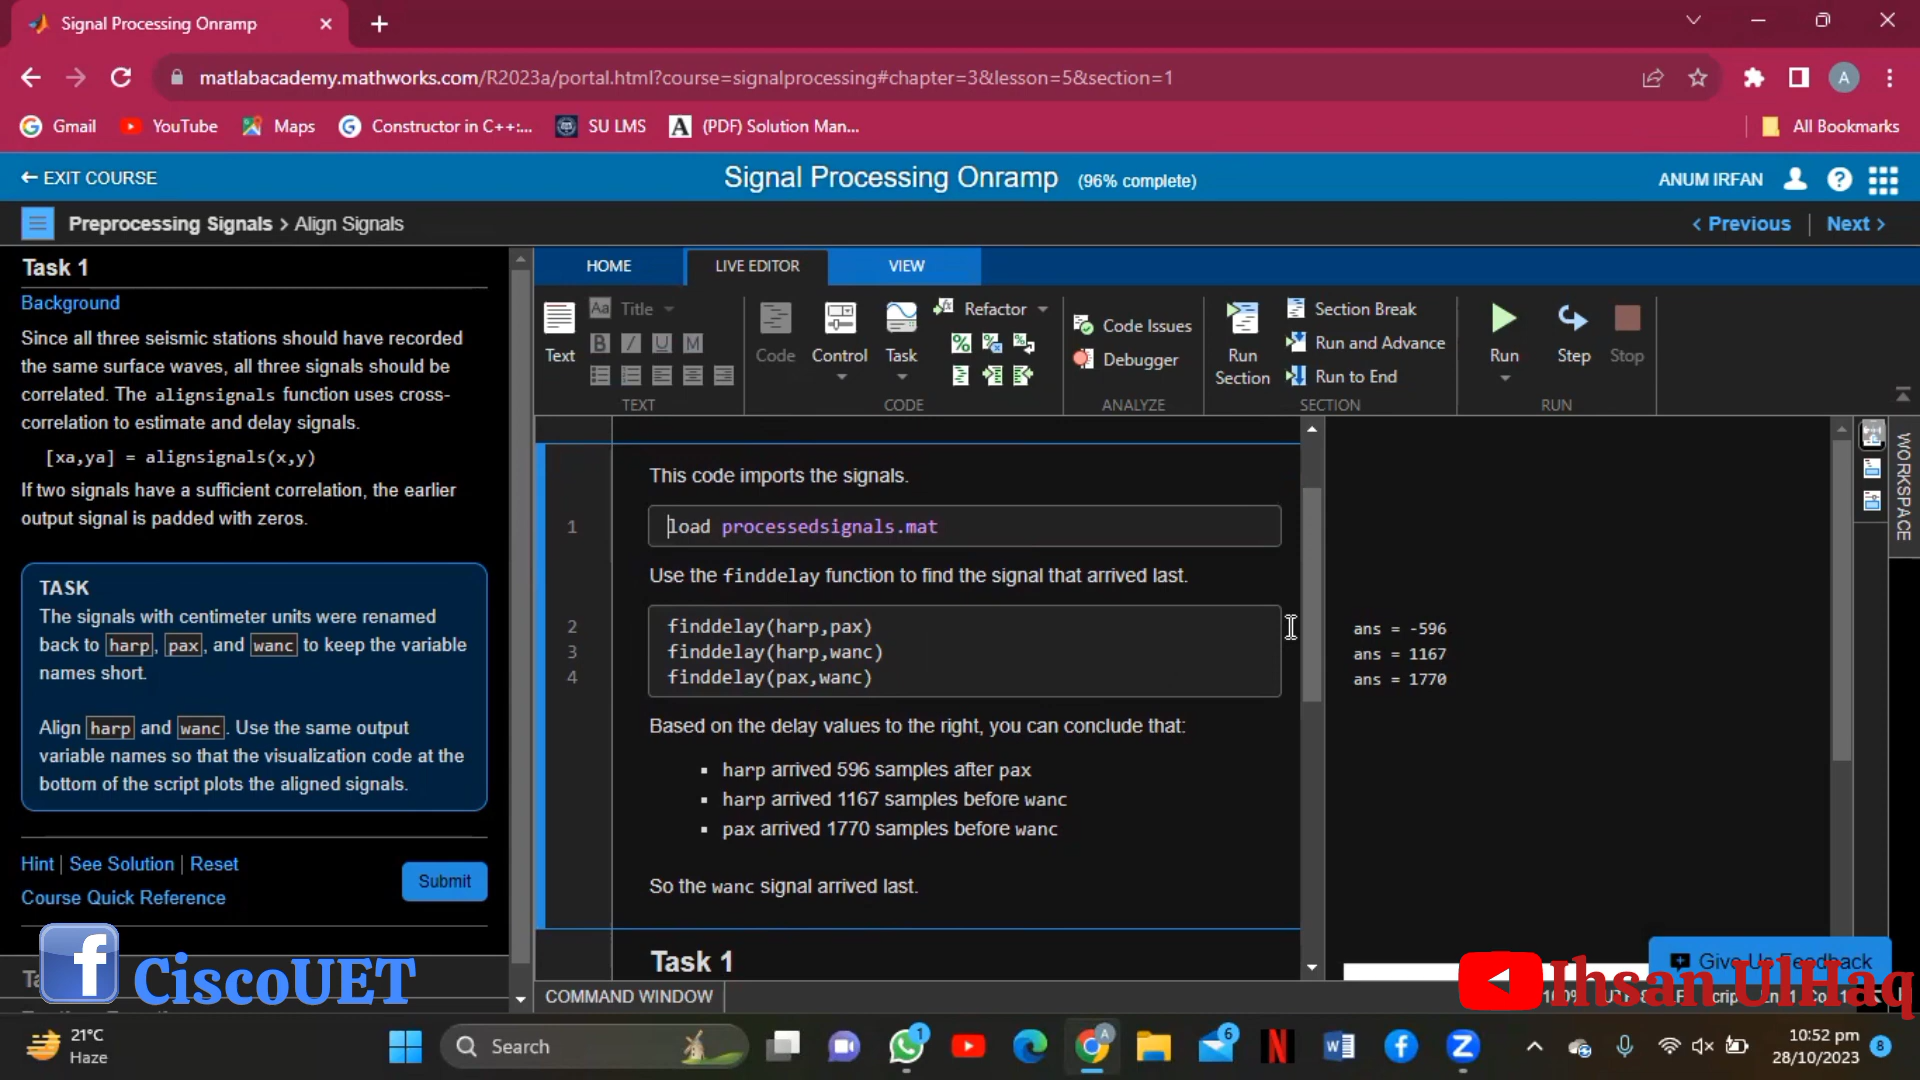 Signal Processing Onramp
matlabacademy.mathworks.com/R2023a/portal.html?course=signalprocessing#chapter=3&lesson=5&section=1
A
Gmail YouTube Maps Constructor in C++:... SU LMS (PDF) Solution Man... All Bookmarks
EXIT COURSE
Signal Processing Onramp (96% complete)
ANUM IRFAN
Preprocessing Signals > Align Signals
< Previous | Next >
Task 1
Background
Since all three seismic stations should have recorded
the same surface waves, all three signals should be
correlated. The alignsignals function uses cross-
correlation to estimate and delay signals.
[xa,ya] = alignsignals(x,y)
If two signals have a sufficient correlation, the earlier
output signal is padded with zeros.
TASK
The signals with centimeter units were renamed
back to harp, pax, and wanc to keep the variable
names short.
Align harp and wanc. Use the same output
variable names so that the visualization code at the
bottom of the script plots the aligned signals.
Hint | See Solution | Reset
Course Quick Reference
Submit
HOME LIVE EDITOR VIEW
Text
Aa Title
B I U M
TEXT
Code Control Task
Refactor
CODE
Code Issues
Debugger
ANALYZE
Run Section
Section Break
Run and Advance
Run to End
SECTION
Run Step Stop
RUN
WORKSPACE
This code imports the signals.
1 load processedsignals.mat
Use the finddelay function to find the signal that arrived last.
2 finddelay(harp,pax)
3 finddelay(harp,wanc)
4 finddelay(pax,wanc)
ans = -596
ans = 1167
ans = 1770
Based on the delay values to the right, you can conclude that:
▪ harp arrived 596 samples after pax
▪ harp arrived 1167 samples before wanc
▪ pax arrived 1770 samples before wanc
So the wanc signal arrived last.
Task 1
Give Us Feedback
COMMAND WINDOW
CiscoUET
Ihsan UlHaq
21°C
Haze
Search
1
6
10:52 pm
28/10/2023
8